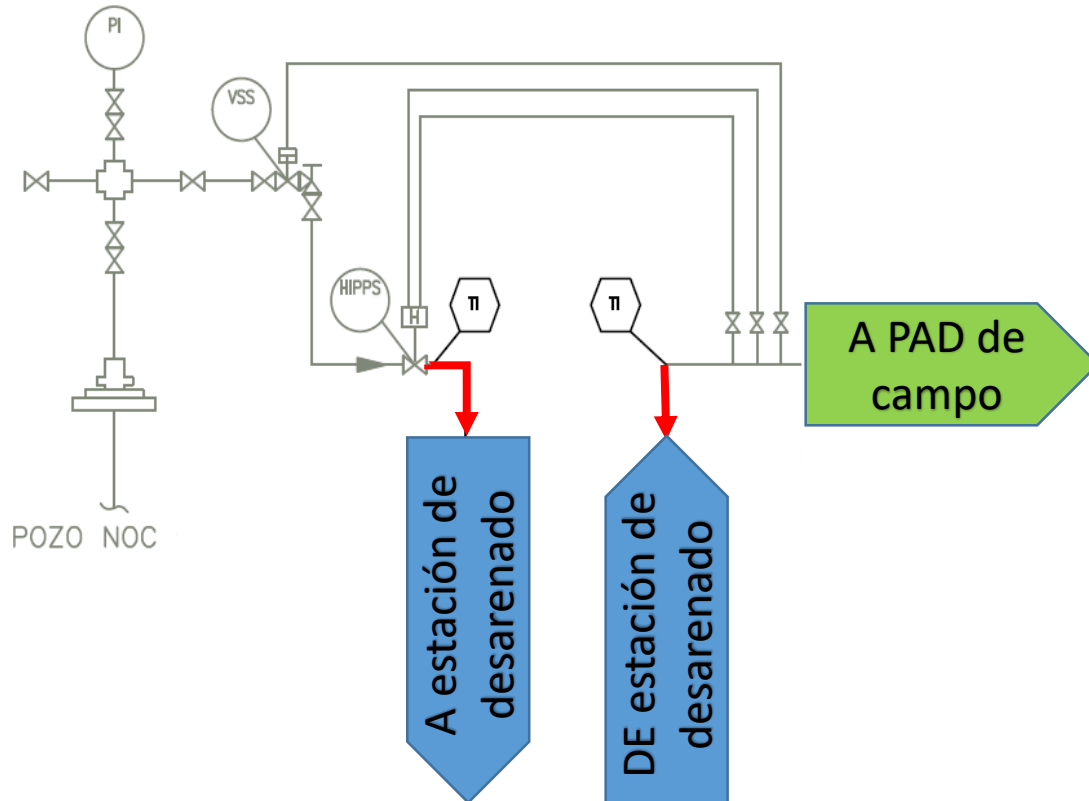 PI
VSS
HIPPS
H
TI
TI
A PAD de
campo
POZO NOC
A estación de
desarenado
DE estación de
desarenado